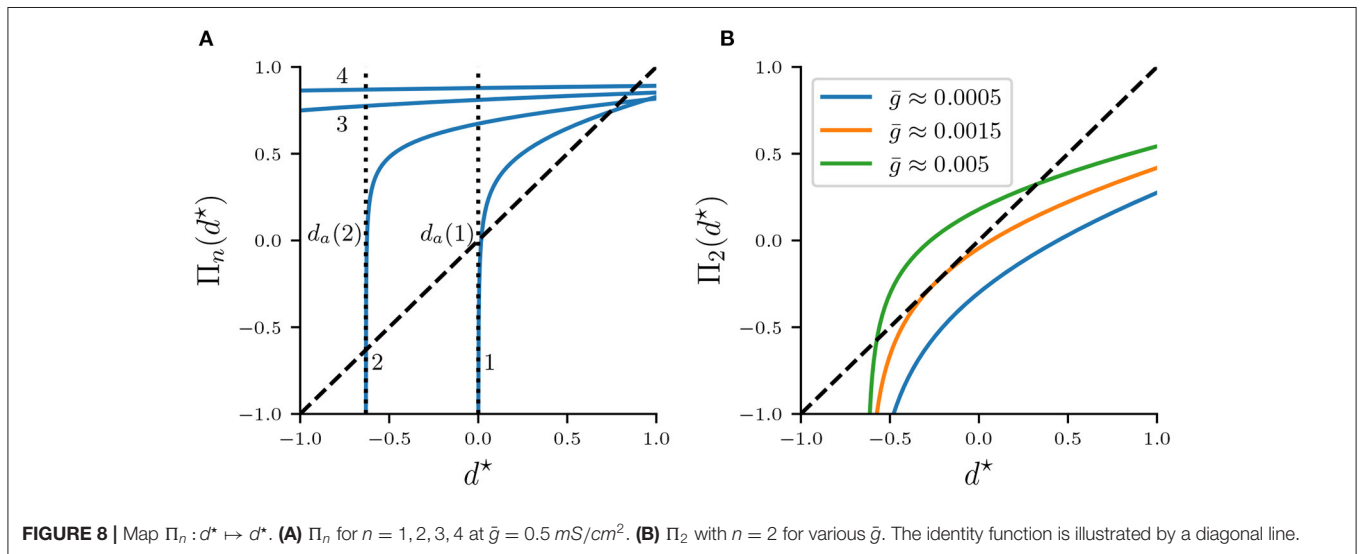 A
B
1.0
0.5
0.0
−0.5
−1.0
Π_n(d⋆)
4
3
d_a(2)
d_a(1)
2
1
−1.0 −0.5 0.0 0.5 1.0
d⋆
1.0
0.5
0.0
−0.5
−1.0
Π_2(d⋆)
ḡ ≈ 0.0005
ḡ ≈ 0.0015
ḡ ≈ 0.005
−1.0 −0.5 0.0 0.5 1.0
d⋆
FIGURE 8 | Map Π_n : d⋆ ↦ d⋆. (A) Π_n for n = 1, 2, 3, 4 at ḡ = 0.5 mS/cm². (B) Π_2 with n = 2 for various ḡ. The identity function is illustrated by a diagonal line.